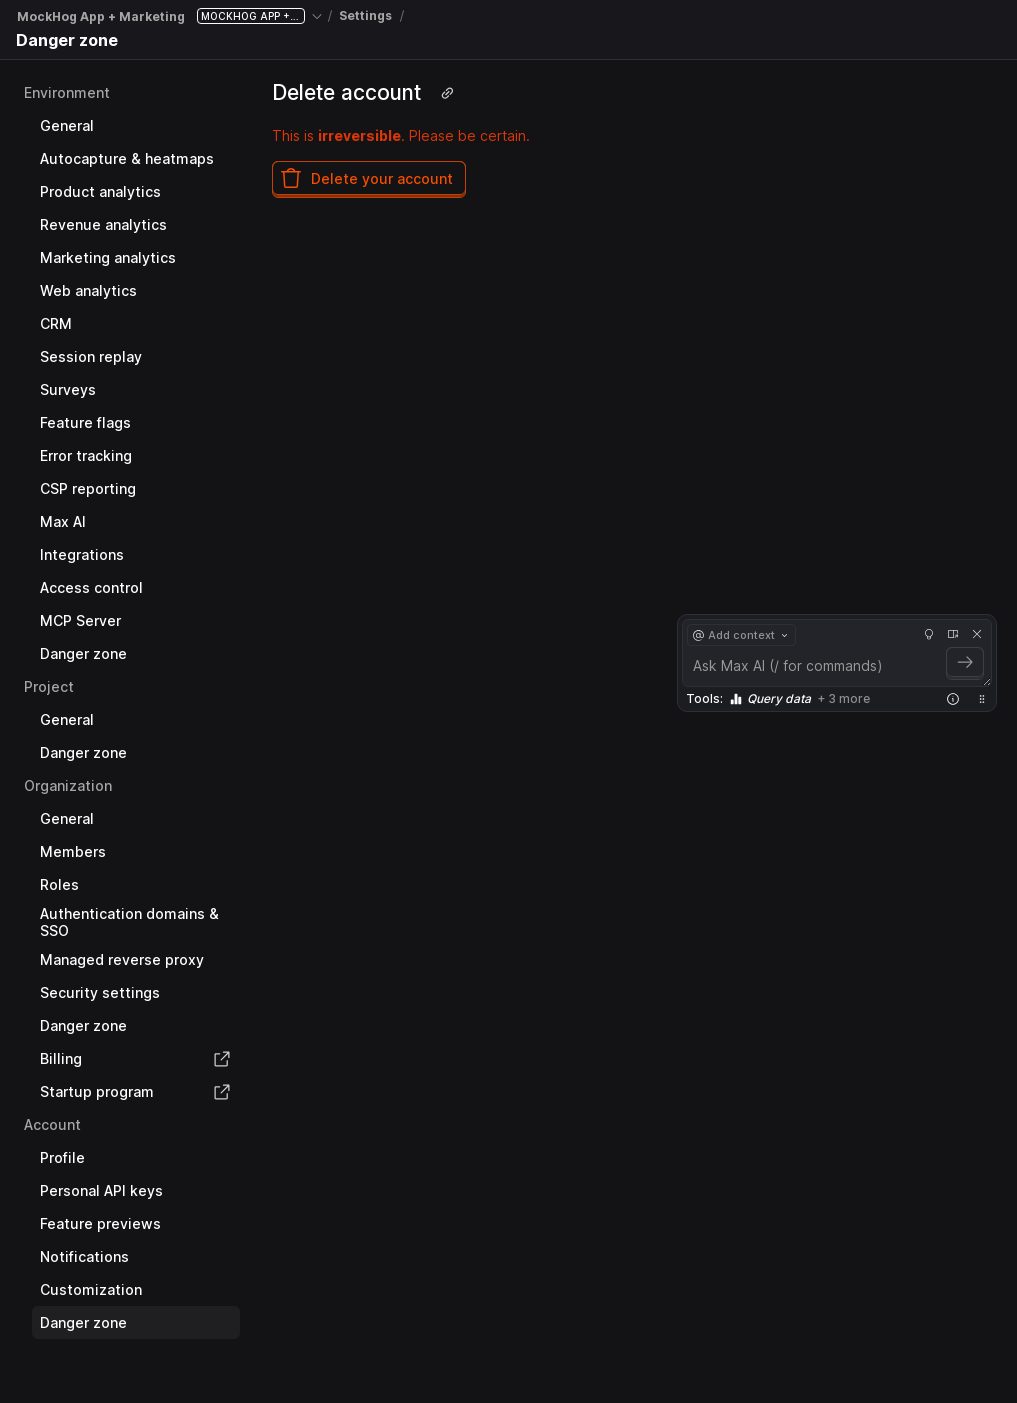 MockHog App + Marketing MOCKHOG APP +... / Settings /
Danger zone
Environment
General
Autocapture & heatmaps
Product analytics
Revenue analytics
Marketing analytics
Web analytics
CRM
Session replay
Surveys
Feature flags
Error tracking
CSP reporting
Max AI
Integrations
Access control
MCP Server
Danger zone
Project
General
Danger zone
Organization
General
Members
Roles
Authentication domains &
SSO
Managed reverse proxy
Security settings
Danger zone
Billing
Startup program
Account
Profile
Personal API keys
Feature previews
Notifications
Customization
Danger zone
Delete account
This is irreversible. Please be certain.
Delete your account
@ Add context
Ask Max AI (/ for commands)
Tools: Query data + 3 more